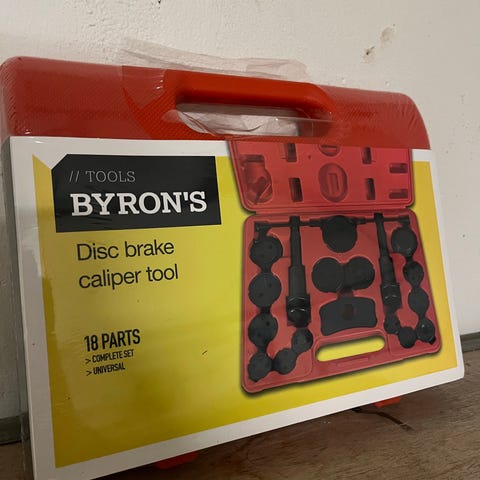 // TOOLS
BYRON'S
Disc brake
caliper tool
18 PARTS
> COMPLETE SET
> UNIVERSAL